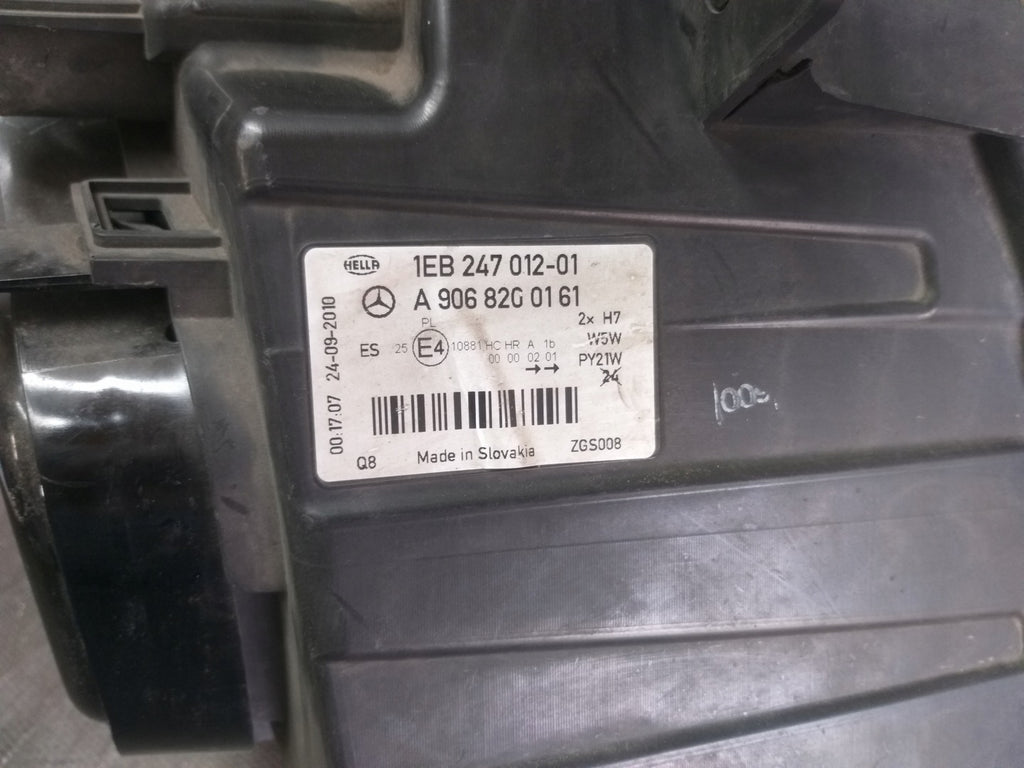 HELLA 1EB 247 012-01
A 906 820 01 61
2x H7
PL
W5W
ES 25 E4 10881 HC HR A 1b
00 00 02 01
PY21W
→→
24
00:17:07 24-09-2010
Q8 Made in Slovakia ZGS008